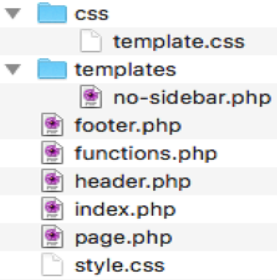 css
template.css
templates
no-sidebar.php
footer.php
functions.php
header.php
index.php
page.php
style.css